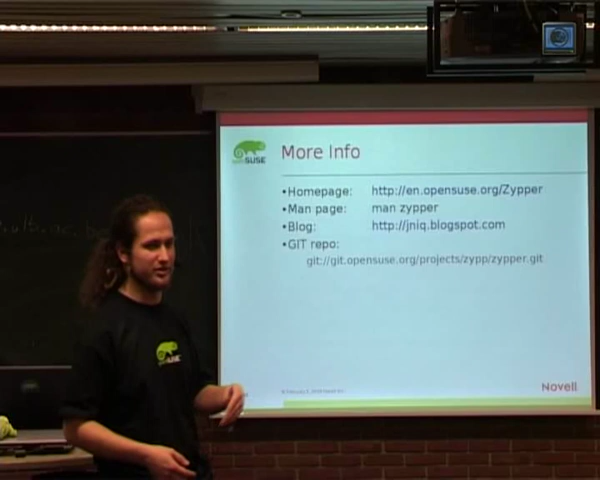 openSUSE
More Info
•Homepage: http://en.opensuse.org/Zypper
•Man page: man zypper
•Blog: http://jniq.blogspot.com
•GIT repo:
git://git.opensuse.org/projects/zypp/zypper.git
Novell